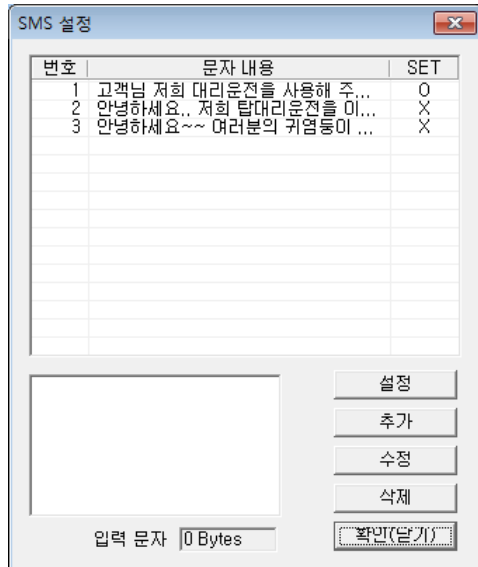 SMS 설정
번호 문자 내용 SET
1 고객님 저희 대리운전을 사용해 주... O
2 안녕하세요.. 저희 탑대리운전을 이... X
3 안녕하세요~~ 여러분의 귀염둥이 ... X
설정
추가
수정
삭제
입력 문자 0 Bytes
확인(닫기)